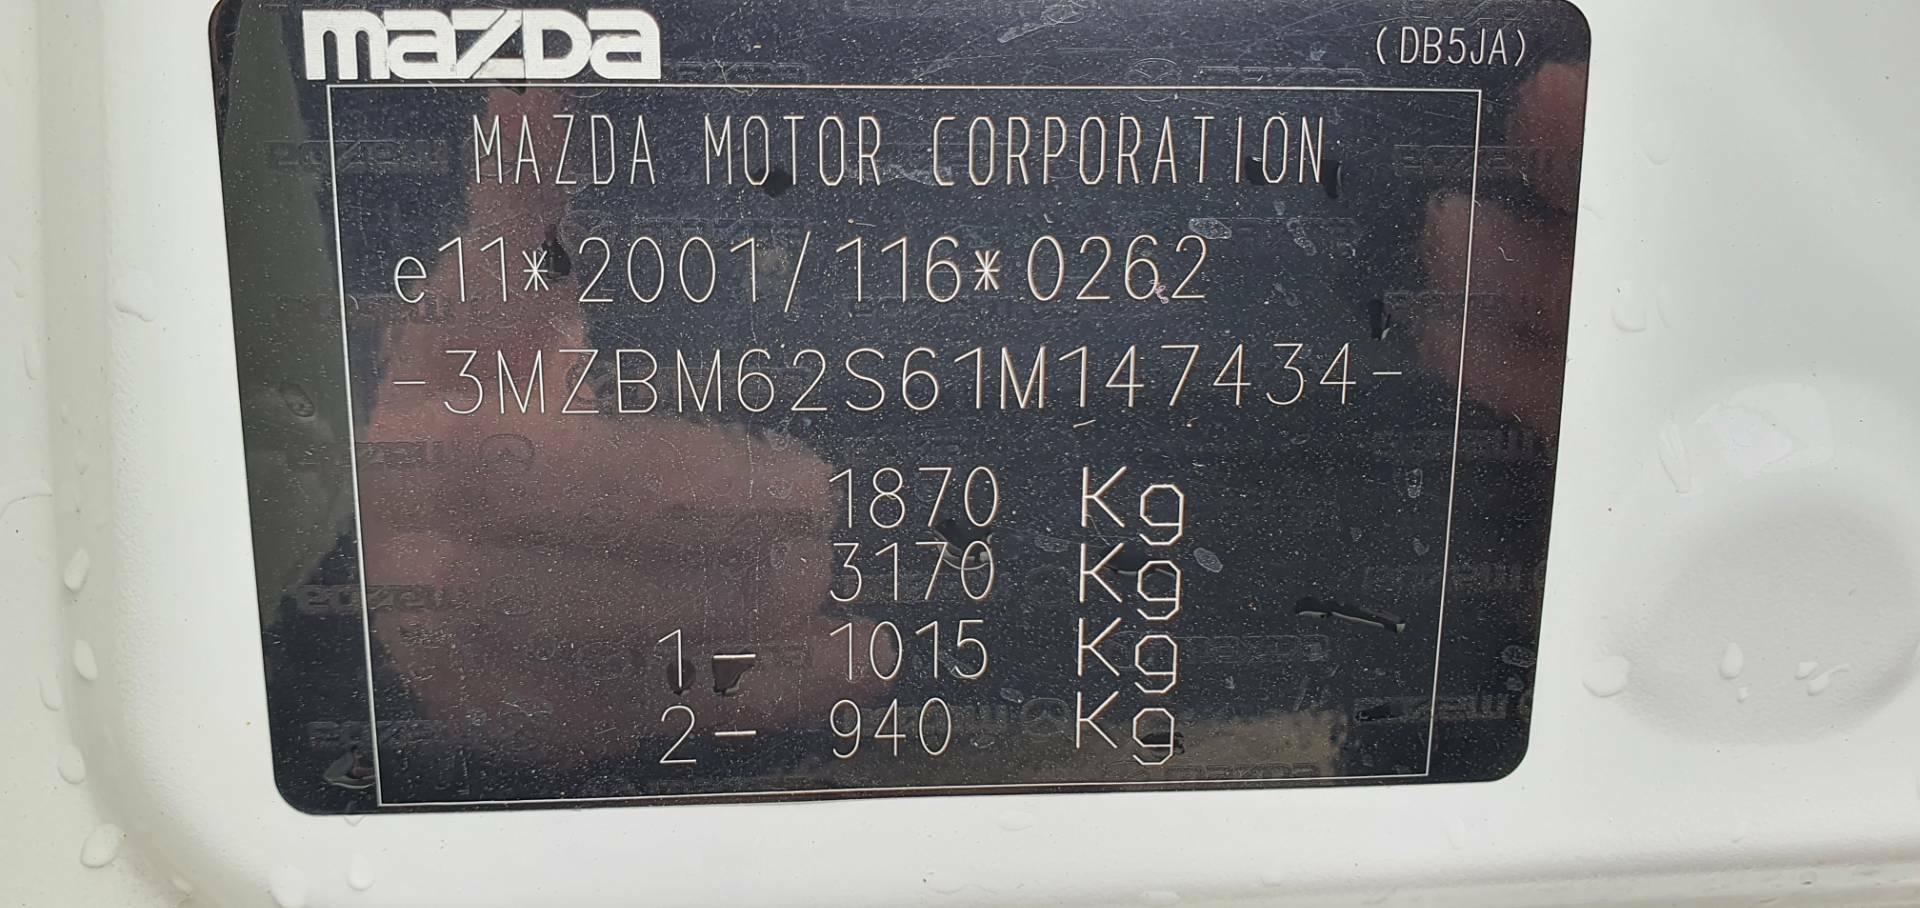 mazda
(DB5JA)
MAZDA MOTOR CORPORATION
e11*2001/116*0262
-3MZBM62S61M147434-
1870 Kg
3170 Kg
1- 1015 Kg
2- 940 Kg